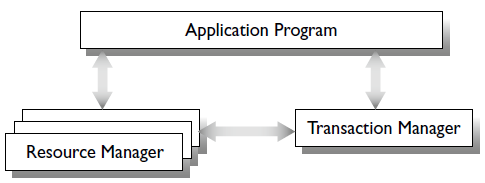 Application Program
Transaction Manager
Resource Manager